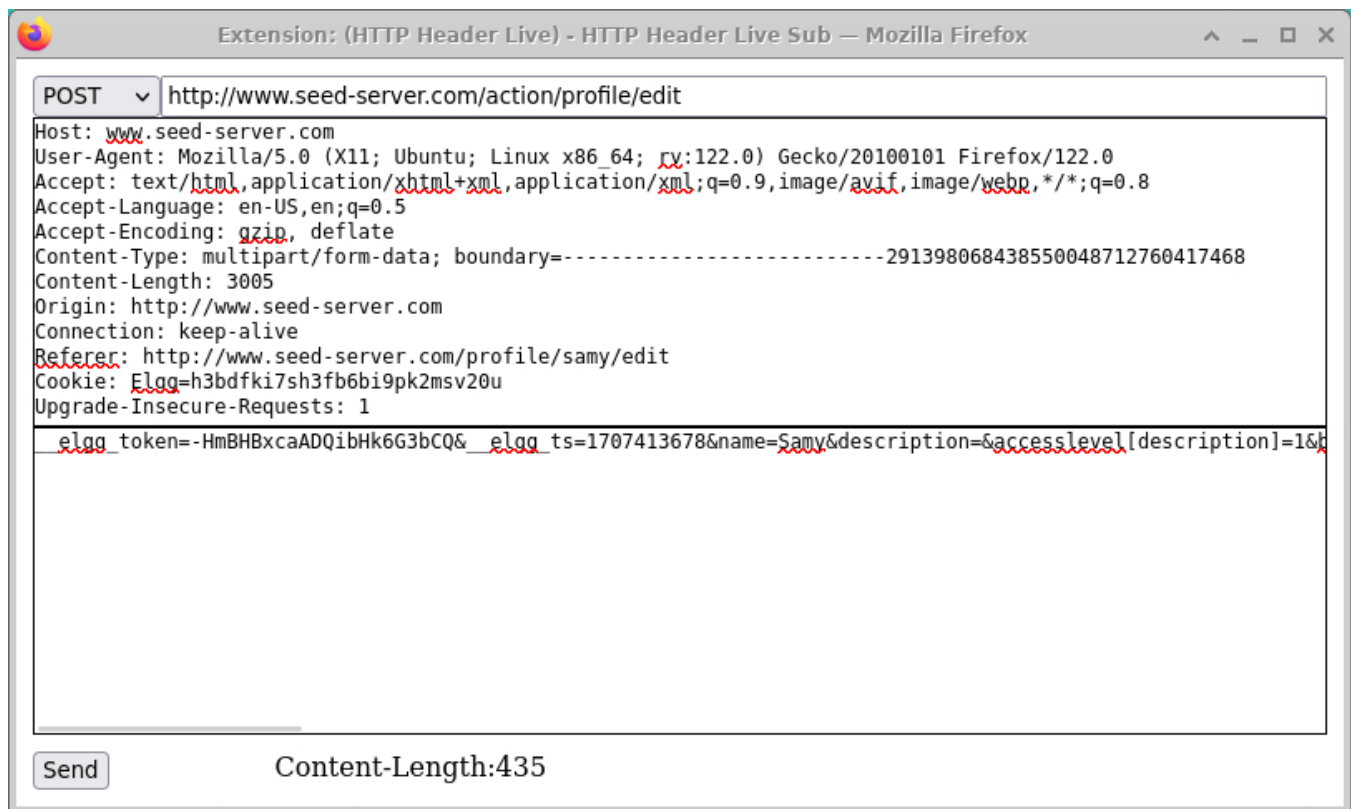 Extension: (HTTP Header Live) - HTTP Header Live Sub — Mozilla Firefox
POST http://www.seed-server.com/action/profile/edit
Host: www.seed-server.com
User-Agent: Mozilla/5.0 (X11; Ubuntu; Linux x86_64; rv:122.0) Gecko/20100101 Firefox/122.0
Accept: text/html,application/xhtml+xml,application/xml;q=0.9,image/avif,image/webp,*/*;q=0.8
Accept-Language: en-US,en;q=0.5
Accept-Encoding: gzip, deflate
Content-Type: multipart/form-data; boundary=---------------------------291398068438550048712760417468
Content-Length: 3005
Origin: http://www.seed-server.com
Connection: keep-alive
Referer: http://www.seed-server.com/profile/samy/edit
Cookie: Elgg=h3bdfki7sh3fb6bi9pk2msv20u
Upgrade-Insecure-Requests: 1
__elgg_token=-HmBHBxcaADQibHk6G3bCQ&__elgg_ts=1707413678&name=Samy&description=&accesslevel[description]=1&b
Send Content-Length:435